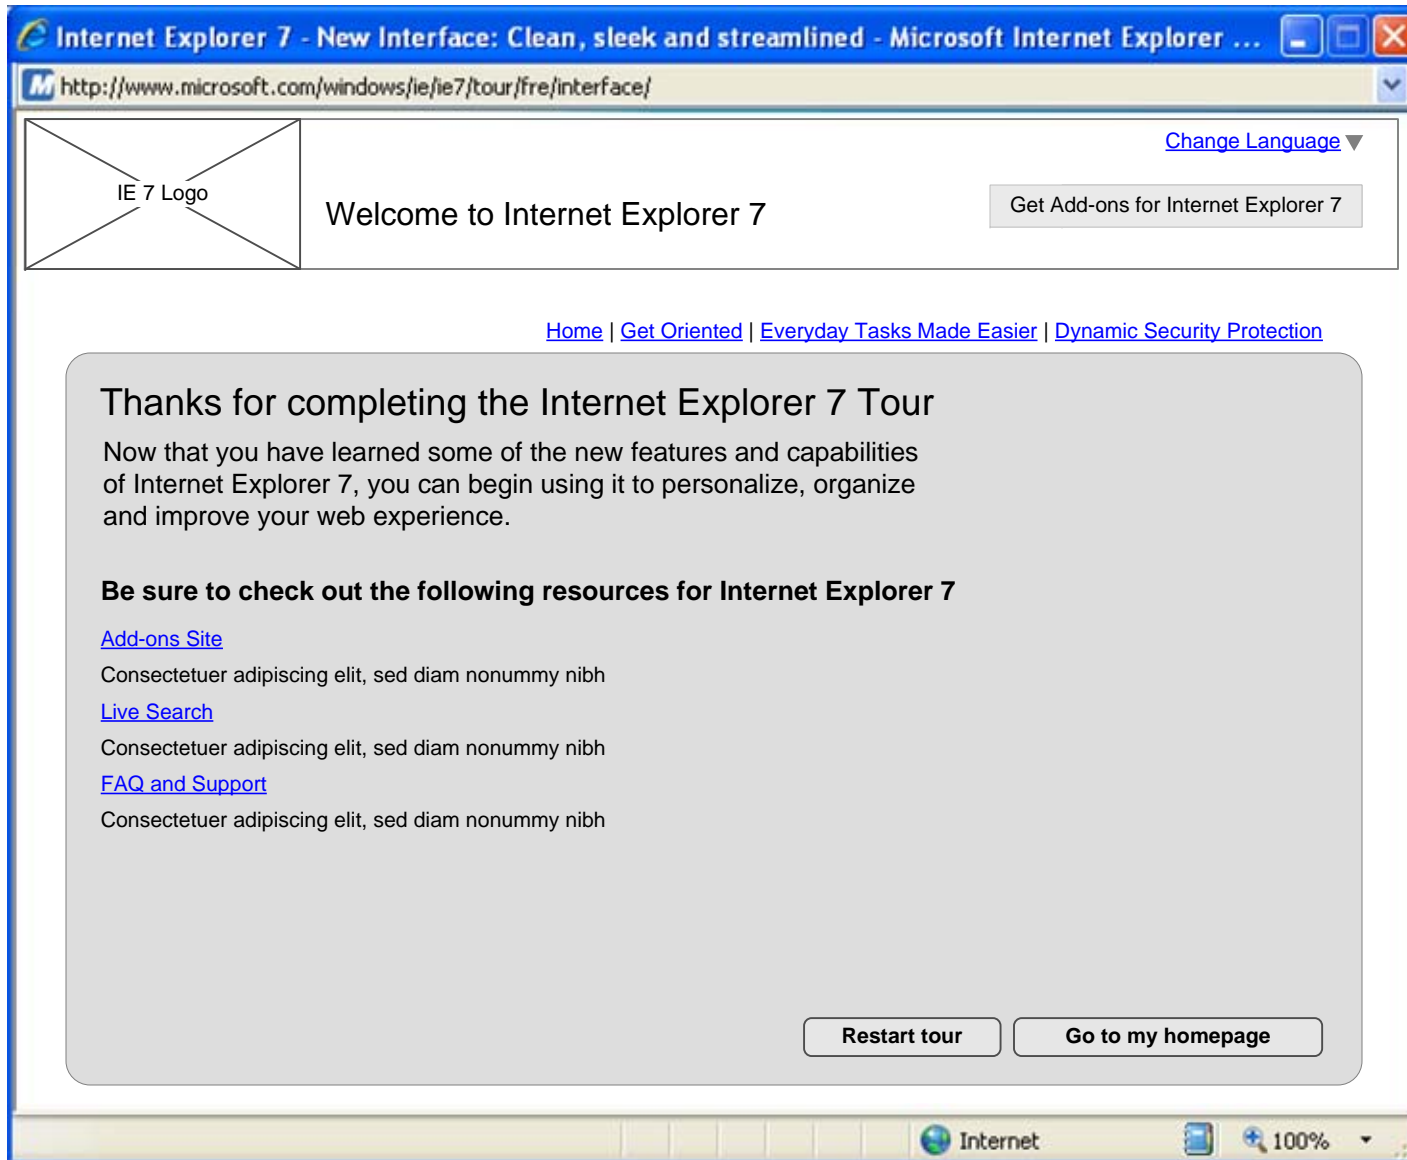 Internet Explorer 7 - New Interface: Clean, sleek and streamlined - Microsoft Internet Explorer ...
http://www.microsoft.com/windows/ie/ie7/tour/fre/interface/
Change Language
IE 7 Logo
Welcome to Internet Explorer 7
Get Add-ons for Internet Explorer 7
Home | Get Oriented | Everyday Tasks Made Easier | Dynamic Security Protection
Thanks for completing the Internet Explorer 7 Tour
Now that you have learned some of the new features and capabilities
of Internet Explorer 7, you can begin using it to personalize, organize
and improve your web experience.
Be sure to check out the following resources for Internet Explorer 7
Add-ons Site
Consectetuer adipiscing elit, sed diam nonummy nibh
Live Search
Consectetuer adipiscing elit, sed diam nonummy nibh
FAQ and Support
Consectetuer adipiscing elit, sed diam nonummy nibh
Restart tour
Go to my homepage
Internet
100%